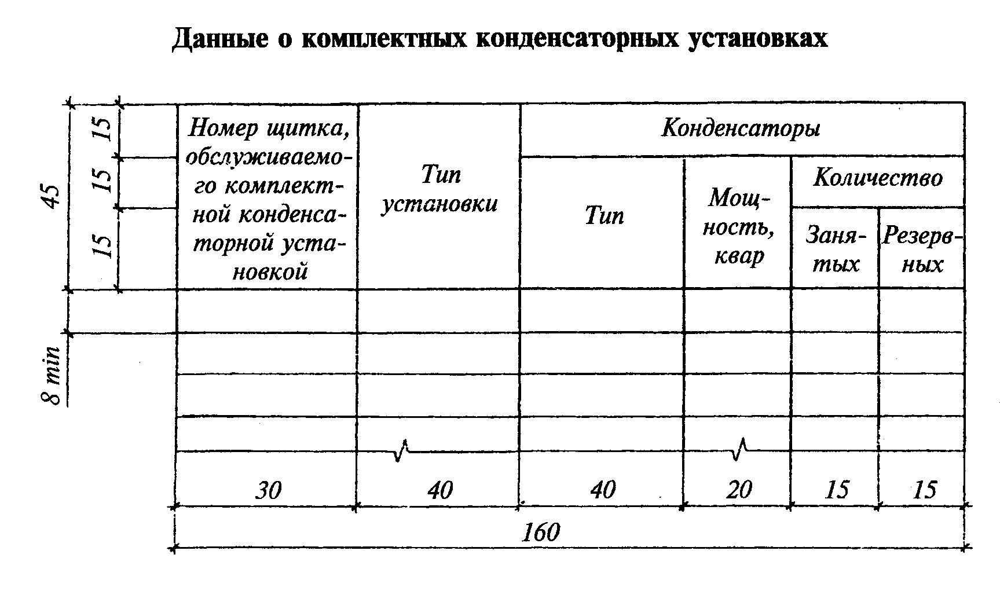 Данные о комплектных конденсаторных установках
Номер щитка,
обслуживаемо-
го комплект-
ной конденса-
торной уста-
новкой
Тип
установки
Конденсаторы
Тип
Мощ-
ность,
квар
Количество
Заня-
тых
Резерв-
ных
45
15
15
15
8 min
30
40
40
20
15
15
160